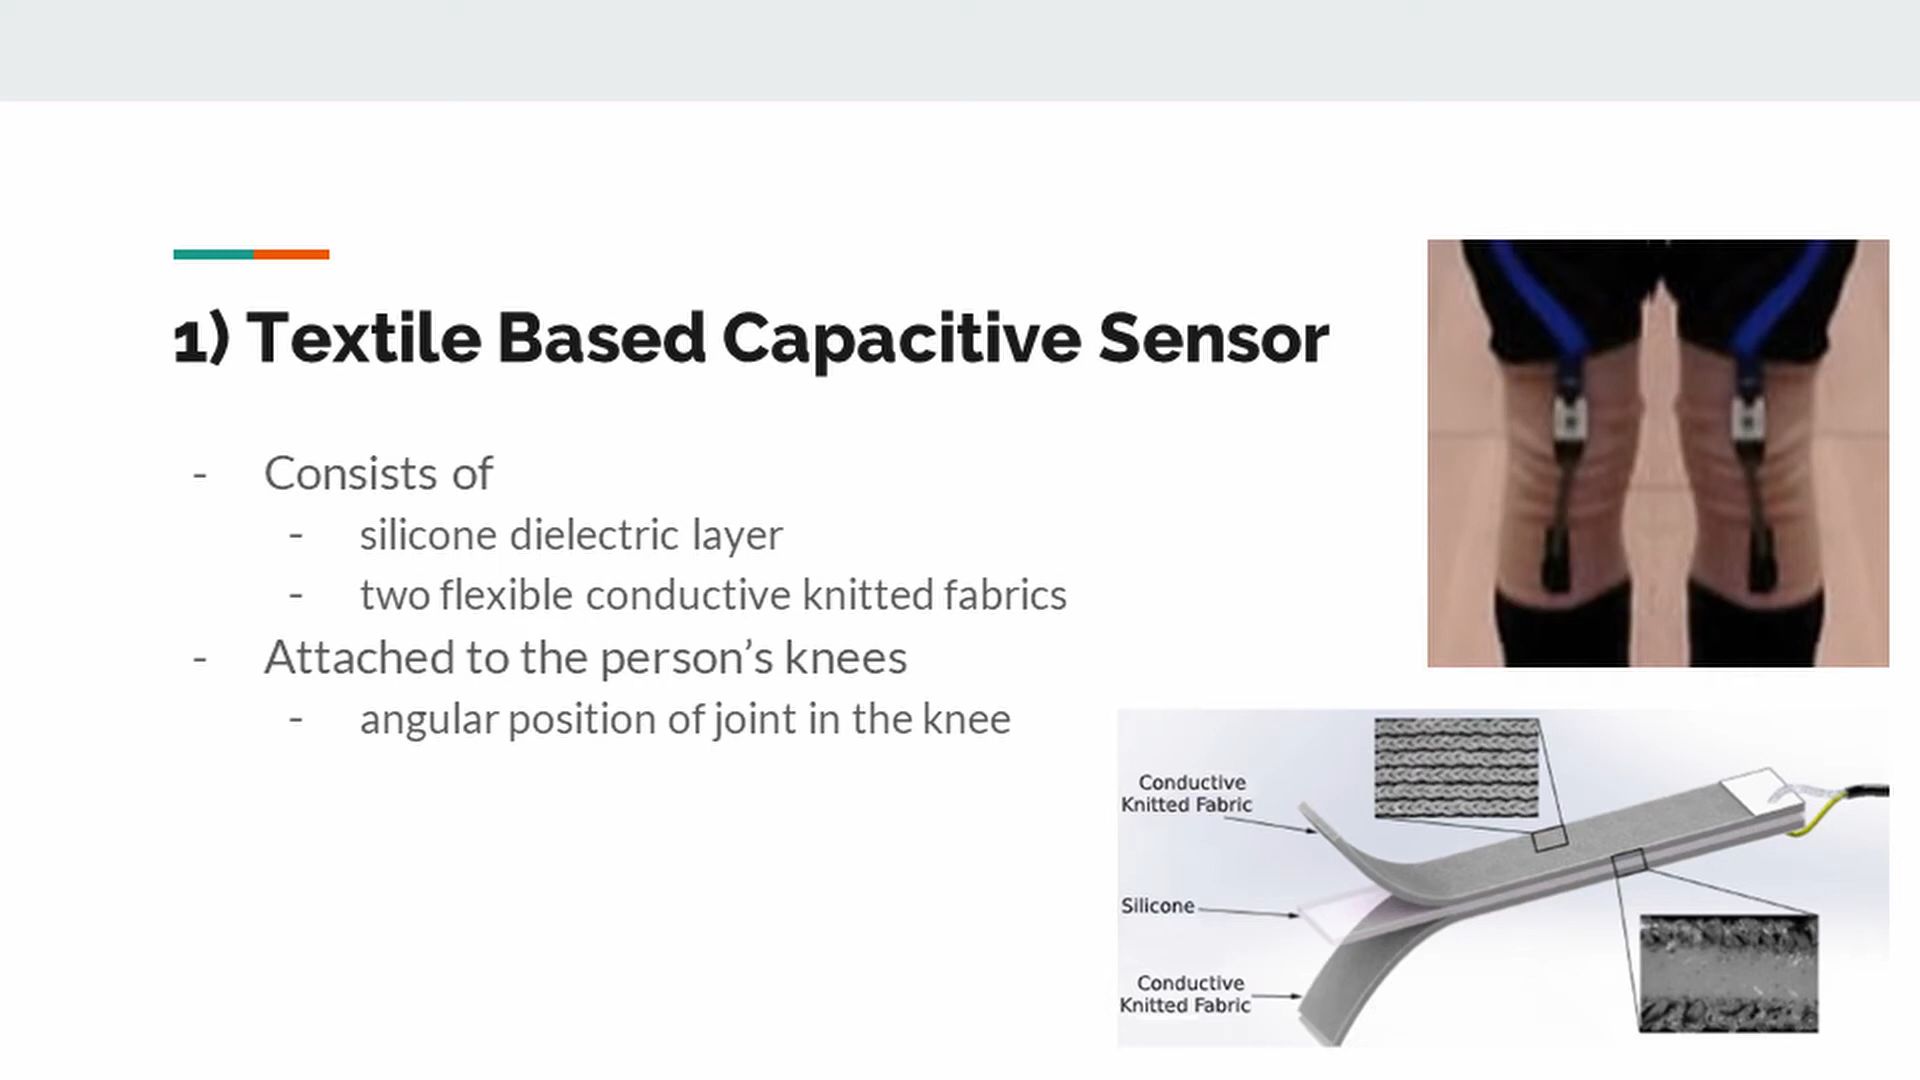 1) Textile Based Capacitive Sensor
- Consists of
- silicone dielectric layer
- two flexible conductive knitted fabrics
- Attached to the person’s knees
- angular position of joint in the knee
Conductive
Knitted Fabric
Silicone
Conductive
Knitted Fabric